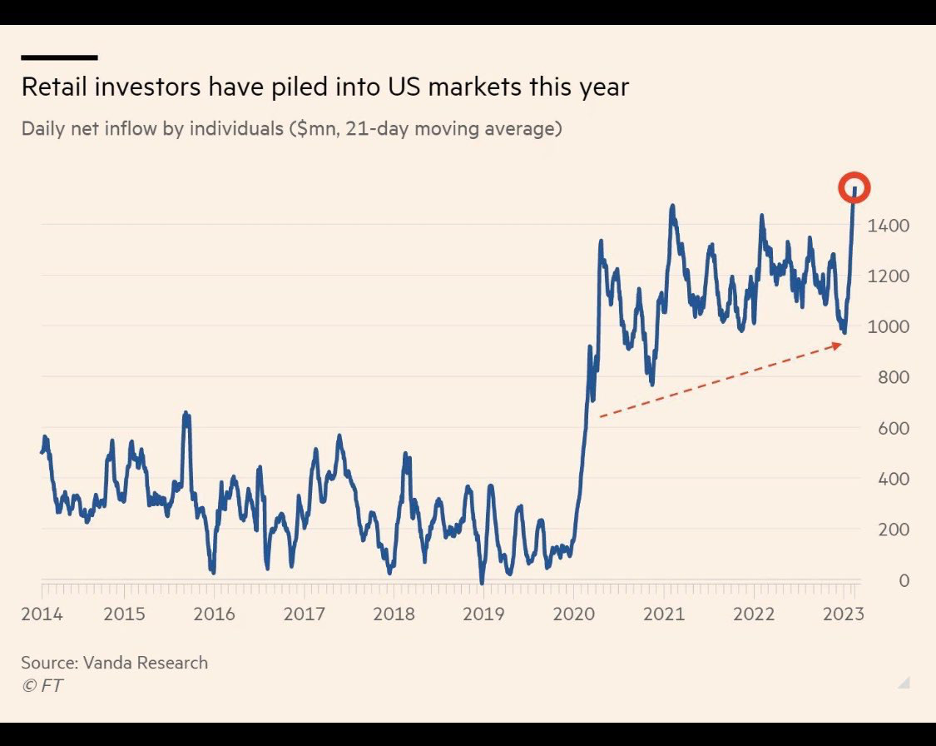 Retail investors have piled into US markets this year
Daily net inflow by individuals ($mn, 21-day moving average)
1400
1200
1000
800
600
400
200
0
2014 2015 2016 2017 2018 2019 2020 2021 2022 2023
Source: Vanda Research
© FT